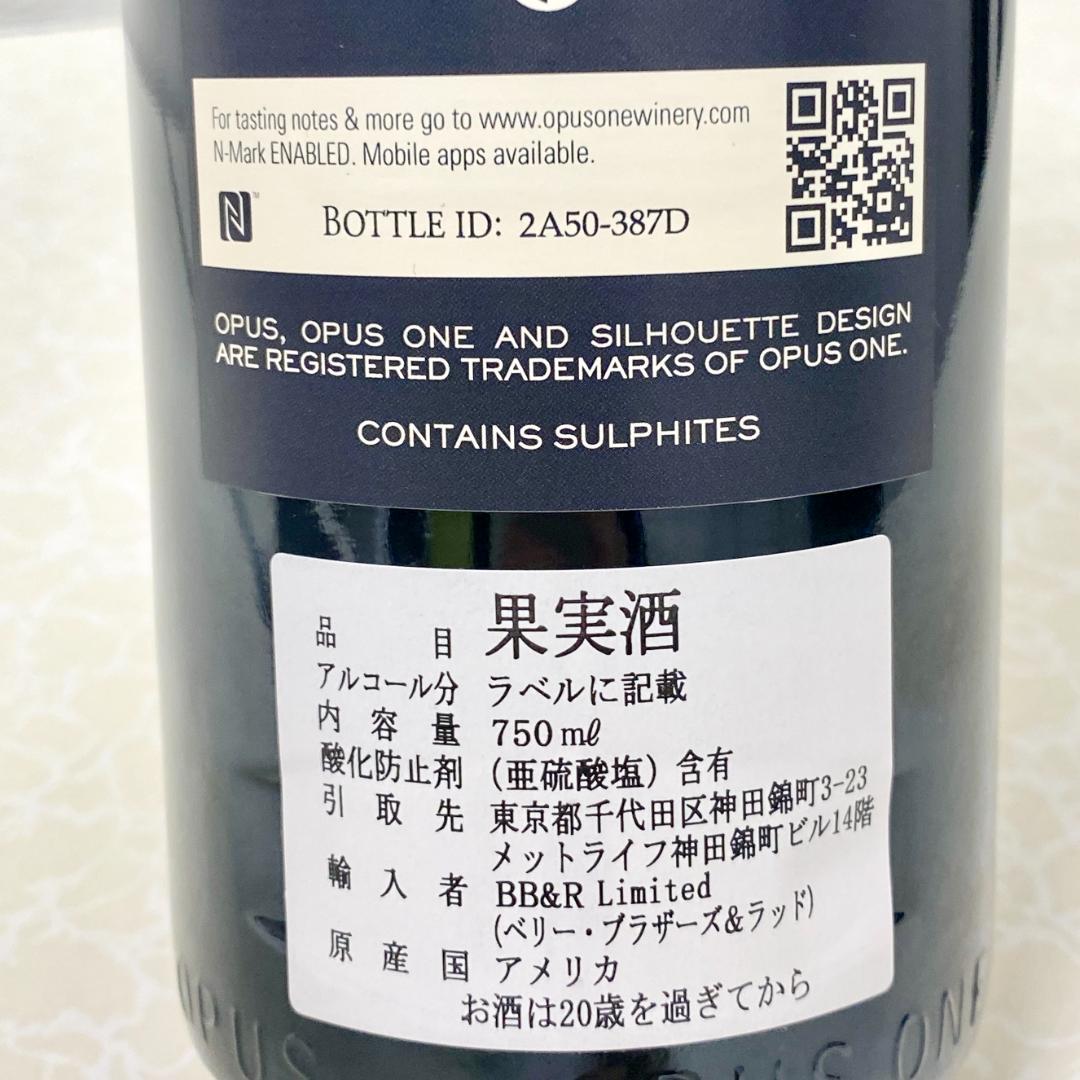 For tasting notes & more go to www.opusonewinery.com
N-Mark ENABLED. Mobile apps available.
N™
BOTTLE ID: 2A50-387D
OPUS, OPUS ONE AND SILHOUETTE DESIGN
ARE REGISTERED TRADEMARKS OF OPUS ONE.
CONTAINS SULPHITES
品目 果実酒
アルコール分 ラベルに記載
内容量 750mℓ
酸化防止剤 (亜硫酸塩) 含有
引取先 東京都千代田区神田錦町3-23
メットライフ神田錦町ビル14階
輸入者 BB&R Limited
(ベリー・ブラザーズ&ラッド)
原産国 アメリカ
お酒は20歳を過ぎてから
OPUS OPUS ONE